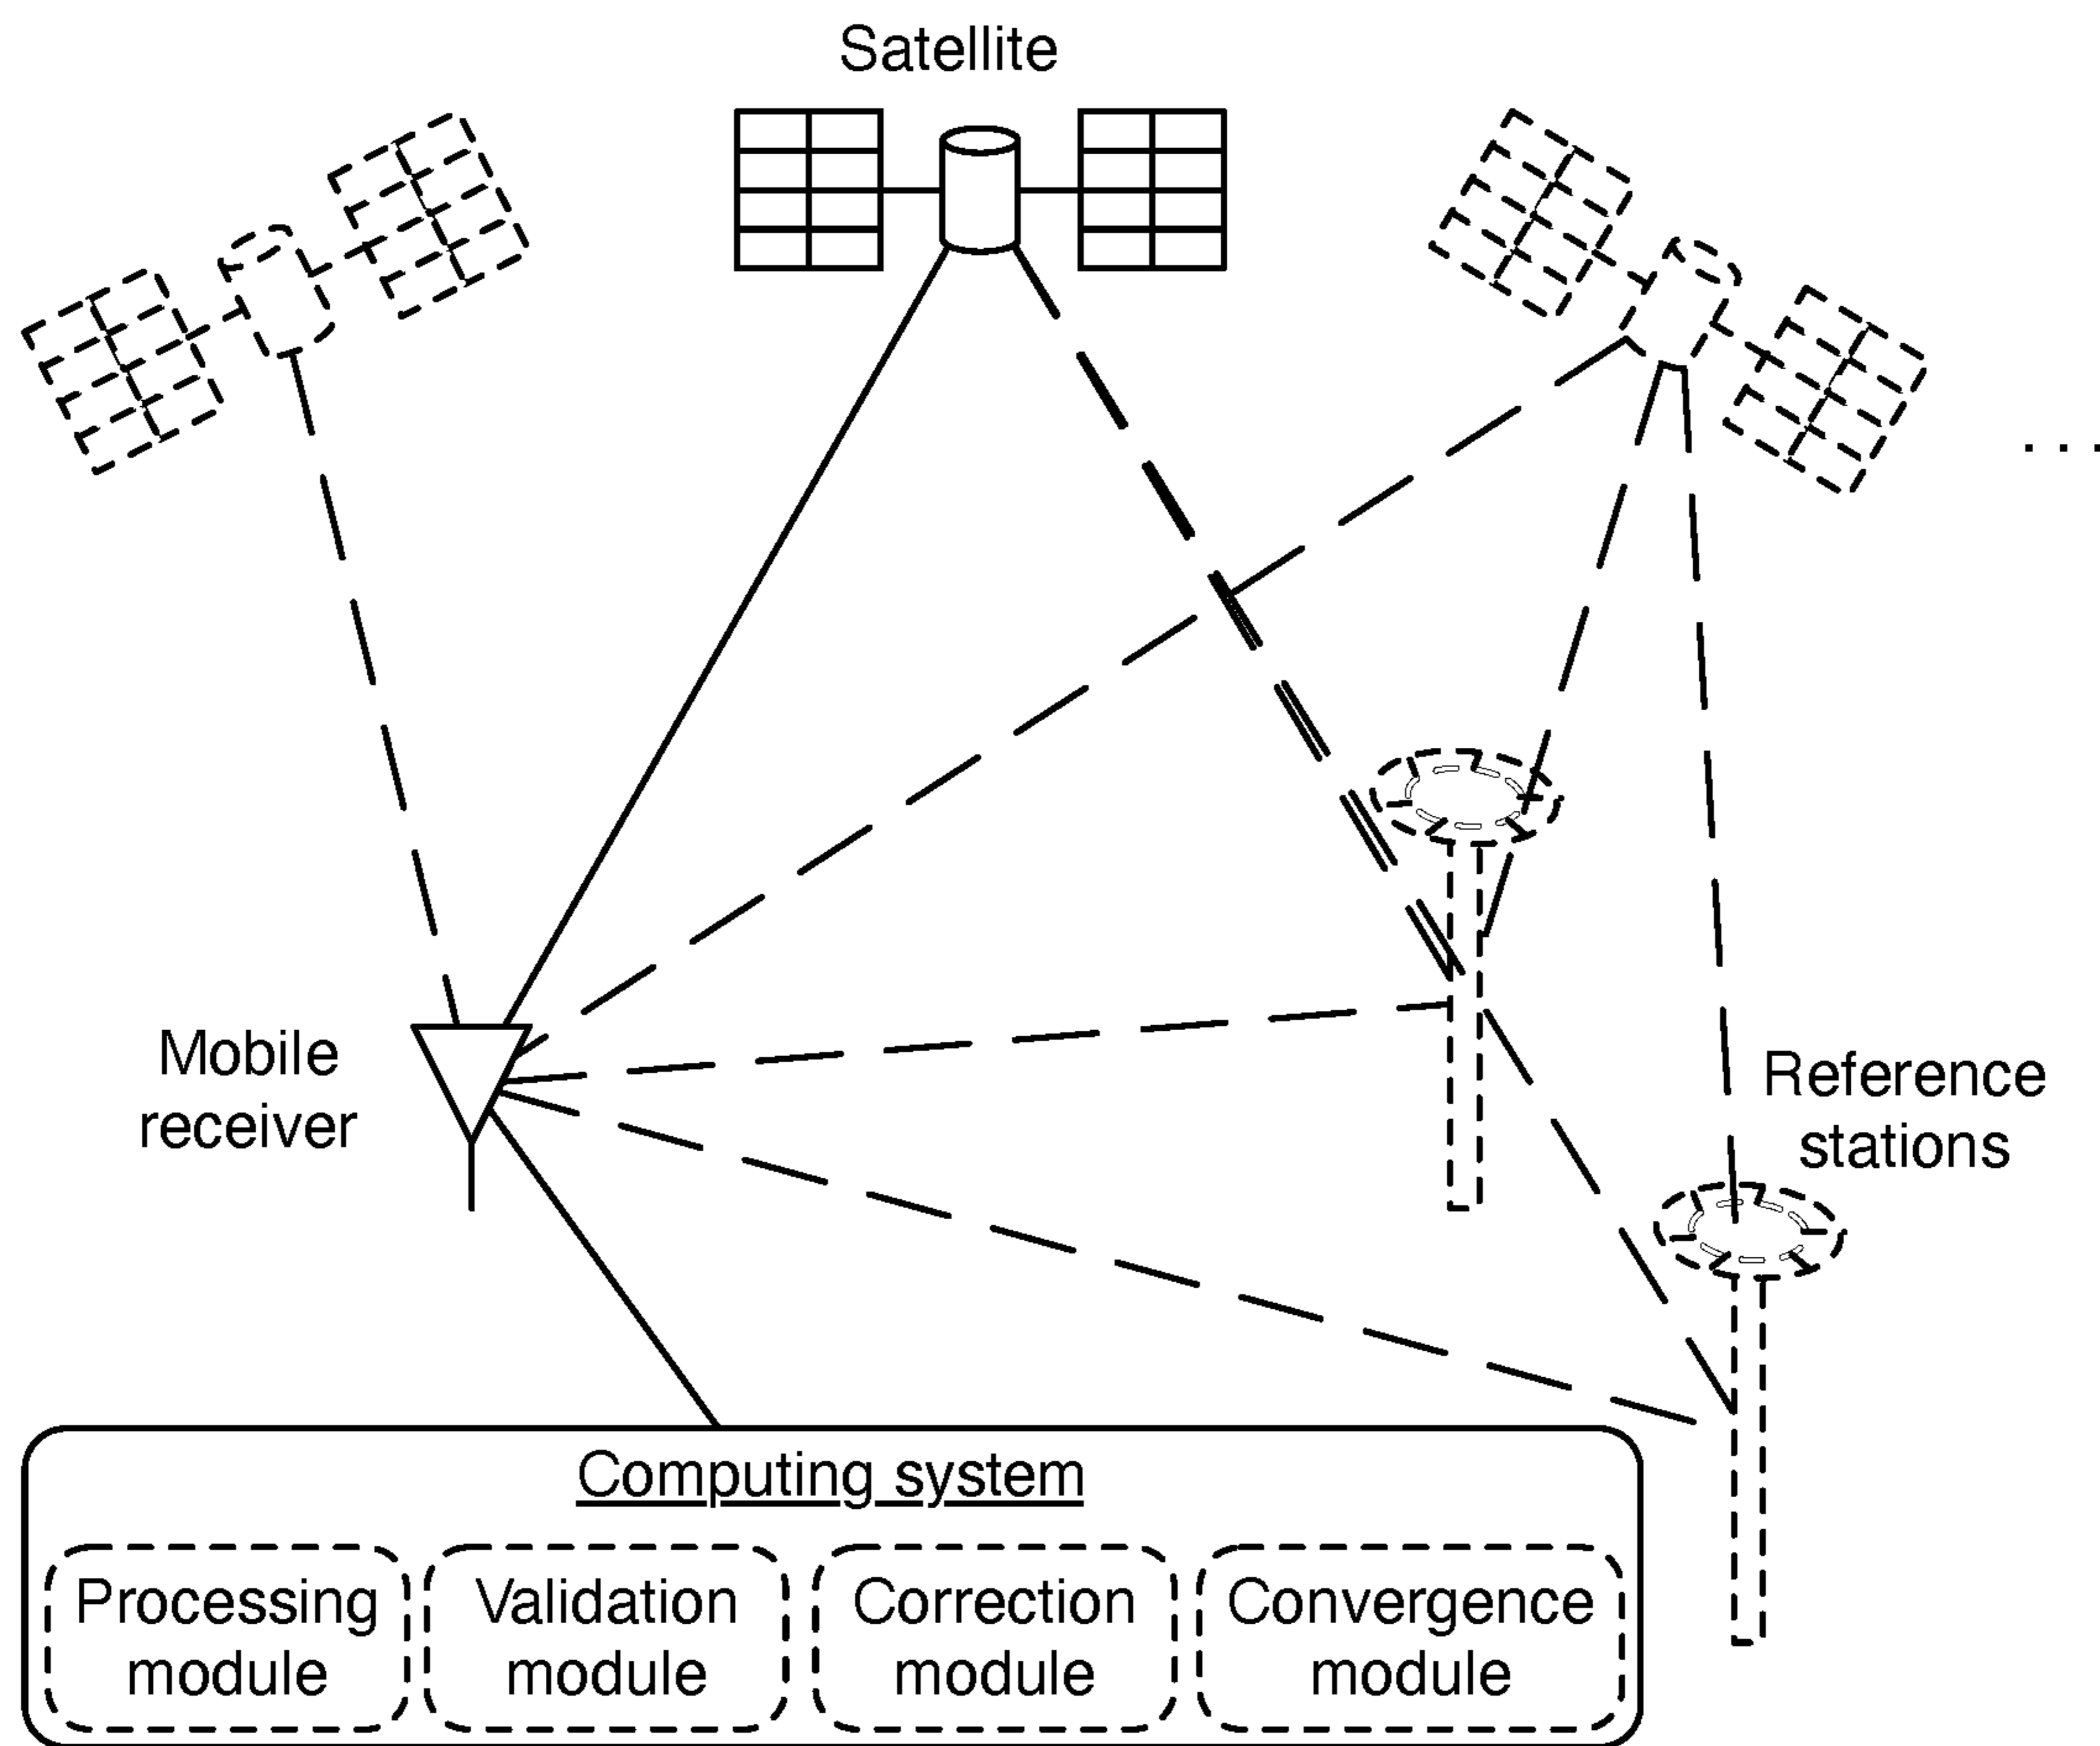 Satellite
. . .
Mobile
receiver
Reference
stations
Computing system
Processing
module
Validation
module
Correction
module
Convergence
module